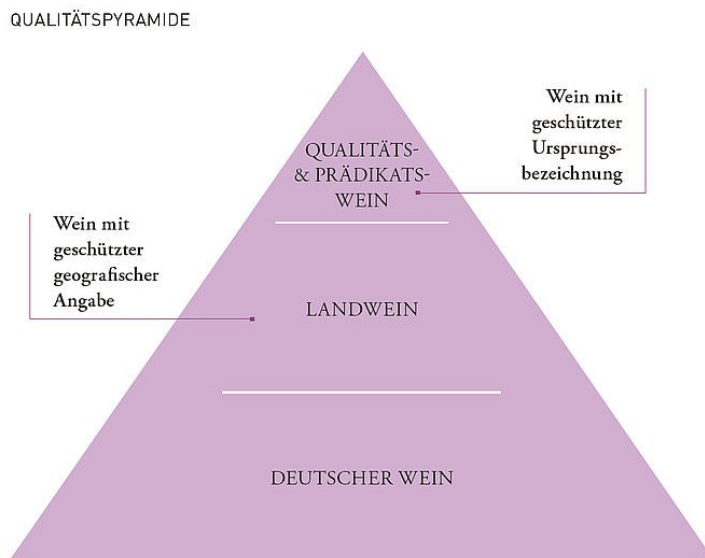 QUALITÄTSPYRAMIDE
Wein mit
geschützter
Ursprungs-
bezeichnung
QUALITÄTS-
& PRÄDIKATS-
WEIN
Wein mit
geschützter
geografischer
Angabe
LANDWEIN
DEUTSCHER WEIN